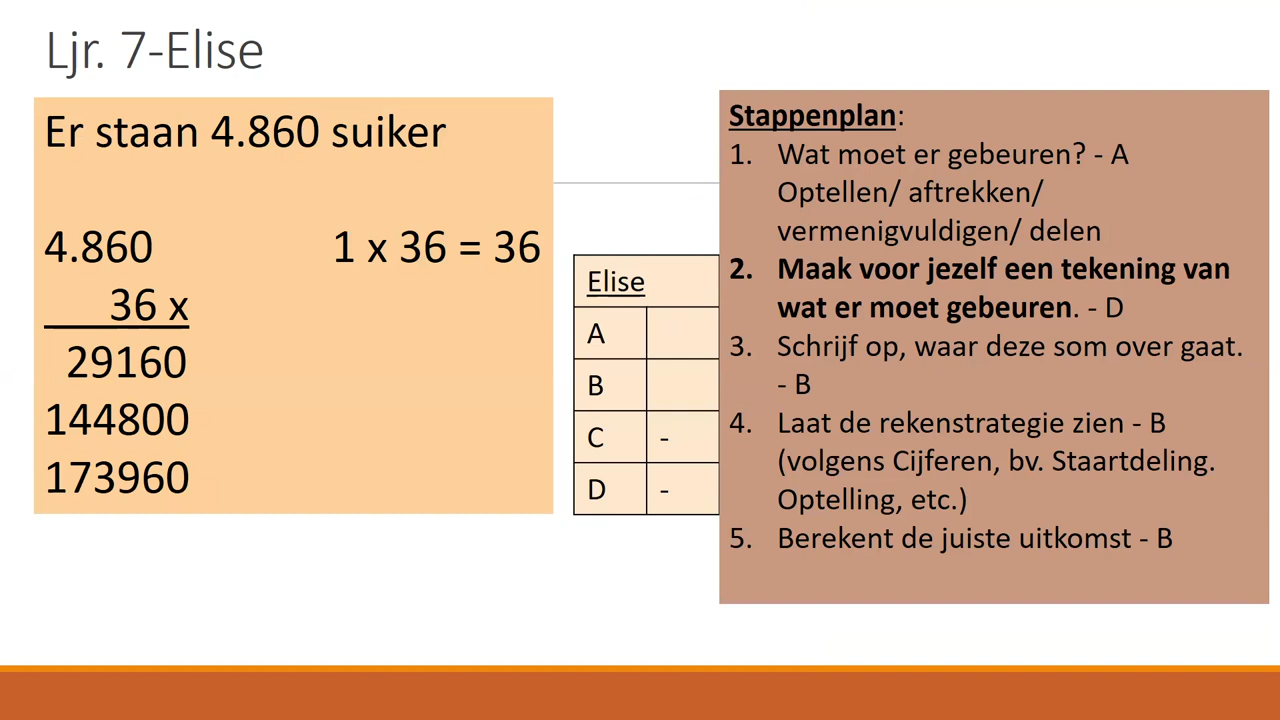 Ljr. 7-Elise
Er staan 4.860 suiker
4.860 1 x 36 = 36
36 x
29160
144800
173960
Elise
A
B
C -
D -
Stappenplan:
1. Wat moet er gebeuren? - A
Optellen/ aftrekken/
vermenigvuldigen/ delen
2. Maak voor jezelf een tekening van
wat er moet gebeuren. - D
3. Schrijf op, waar deze som over gaat.
- B
4. Laat de rekenstrategie zien - B
(volgens Cijferen, bv. Staartdeling.
Optelling, etc.)
5. Berekent de juiste uitkomst - B